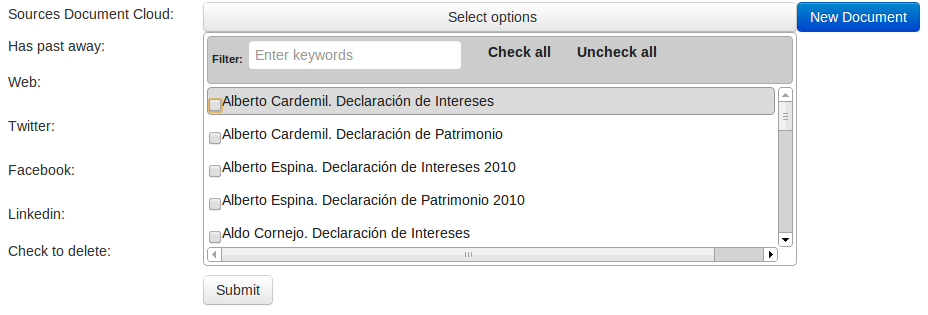 Sources Document Cloud: Select options New Document
Has past away:
Filter: Enter keywords Check all Uncheck all
Web:
Alberto Cardemil. Declaración de Intereses
Twitter:
Alberto Cardemil. Declaración de Patrimonio
Facebook:
Alberto Espina. Declaración de Intereses 2010
Alberto Espina. Declaración de Patrimonio 2010
Linkedin:
Aldo Cornejo. Declaración de Intereses
Check to delete:
Submit